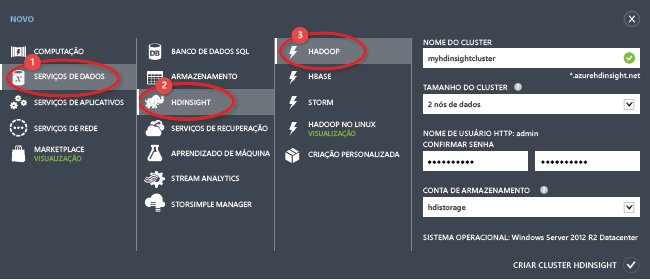 NOVO
COMPUTAÇÃO
1
SERVIÇOS DE DADOS
SERVIÇOS DE APLICATIVOS
SERVIÇOS DE REDE
MARKETPLACE
VISUALIZAÇÃO
BANCO DE DADOS SQL
ARMAZENAMENTO
2
HDINSIGHT
SERVIÇOS DE RECUPERAÇÃO
APRENDIZADO DE MÁQUINA
STREAM ANALYTICS
STORSIMPLE MANAGER
3
HADOOP
HBASE
STORM
HADOOP NO LINUX
VISUALIZAÇÃO
CRIAÇÃO PERSONALIZADA
NOME DO CLUSTER
myhdinsightcluster
*.azurehdinsight.net
TAMANHO DO CLUSTER
2 nós de dados
NOME DE USUÁRIO HTTP: admin
CONFIRMAR SENHA
CONTA DE ARMAZENAMENTO
hdistorage
SISTEMA OPERACIONAL: Windows Server 2012 R2 Datacenter
CRIAR CLUSTER HDINSIGHT